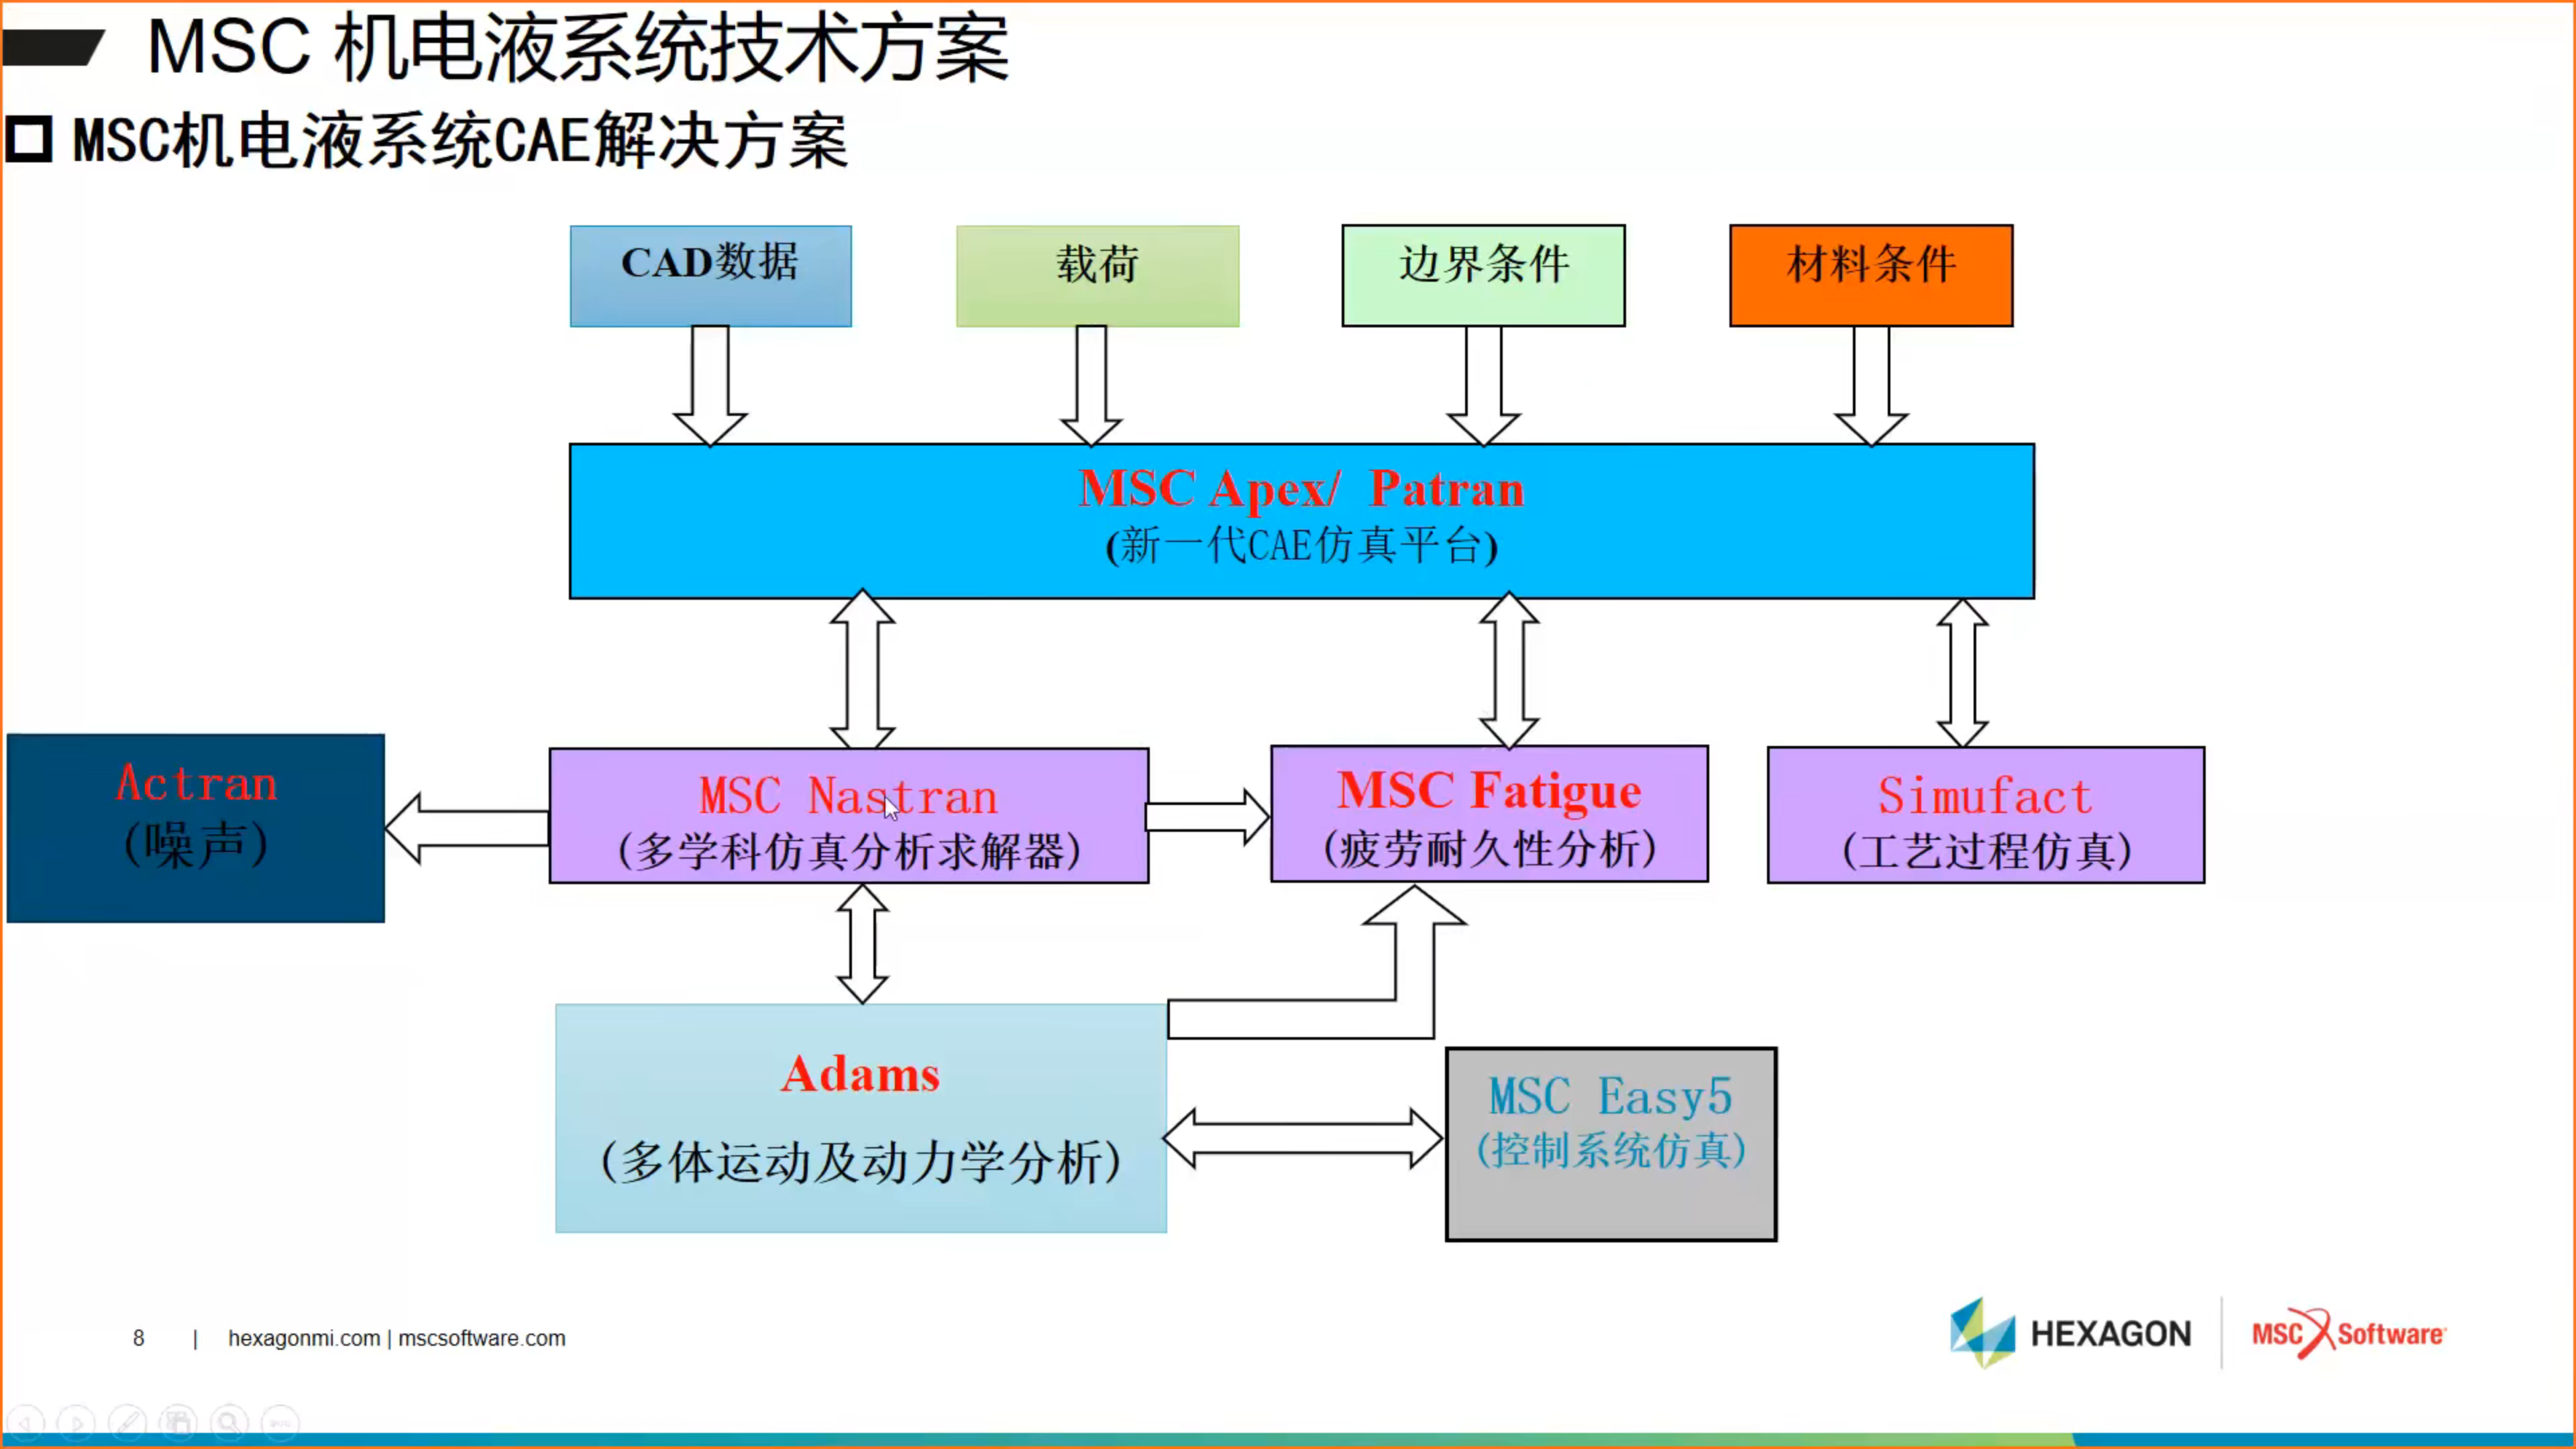 MSC 机电液系统技术方案
MSC机电液系统CAE解决方案
CAD数据
载荷
边界条件
材料条件
MSC Apex/ Patran
(新一代CAE仿真平台)
Actran
(噪声)
MSC Nastran
(多学科仿真分析求解器)
MSC Fatigue
(疲劳耐久性分析)
Simufact
(工艺过程仿真)
Adams
(多体运动及动力学分析)
MSC Easy5
(控制系统仿真)
8 | hexagonmi.com | mscsoftware.com
HEXAGON
MSC Software